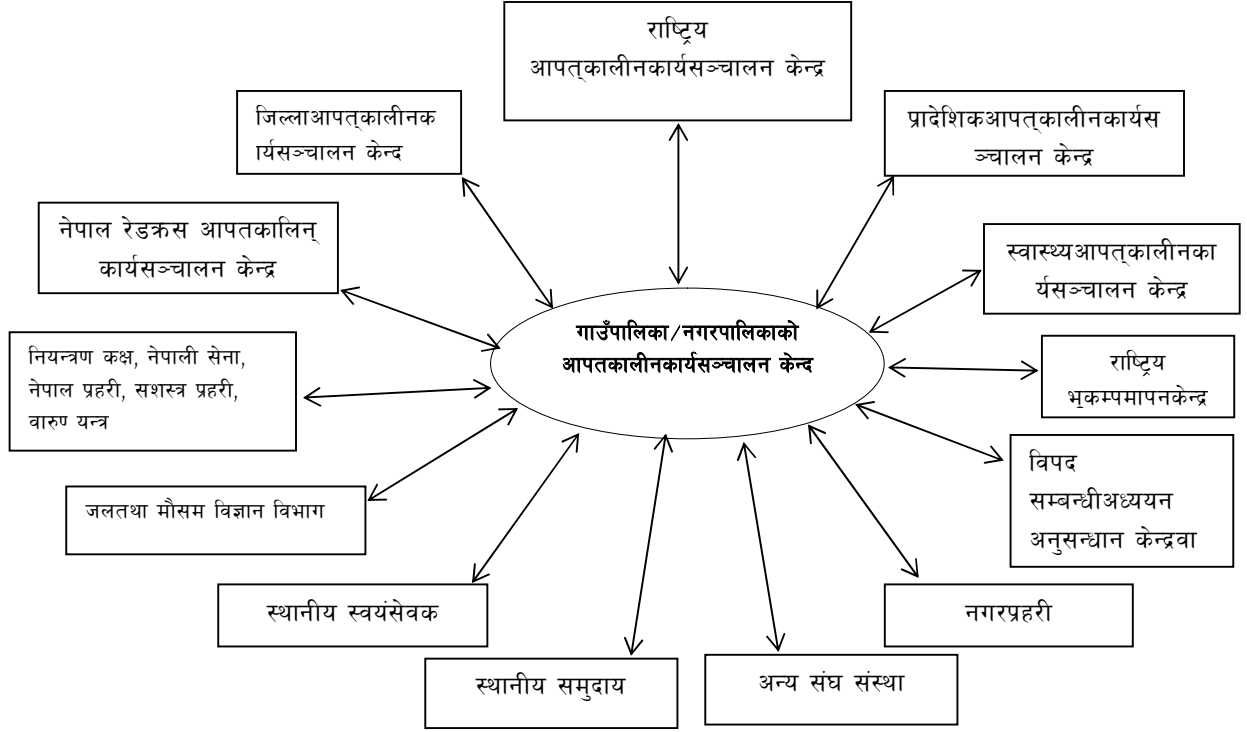 राष्ट्रिय
आपत्‌कालीनकार्यसञ्चालन केन्द्र
जिल्लाआपत्‌कालीनक
ार्यसञ्चालन केन्द
प्रादेशिकआपत्‌कालीनकार्यस
ञ्चालन केन्द्र
नेपाल रेडक्रस आपतकालिन्
कार्यसञ्चालन केन्द्र
स्वास्थ्यआपत्‌कालीनका
र्यसञ्चालन केन्द्र
गाउँपालिका/नगरपालिकाको
आपतकालीनकार्यसञ्चालन केन्द
नियन्त्रण कक्ष, नेपाली सेना,
नेपाल प्रहरी, सशस्त्र प्रहरी,
वारुण यन्त्र
राष्ट्रिय
भूकम्पमापनकेन्द्र
विपद
सम्बन्धीअध्ययन
अनुसन्धान केन्द्रवा
जलतथा मौसम विज्ञान विभाग
स्थानीय स्वयंसेवक
नगरप्रहरी
स्थानीय समुदाय
अन्य संघ संस्था